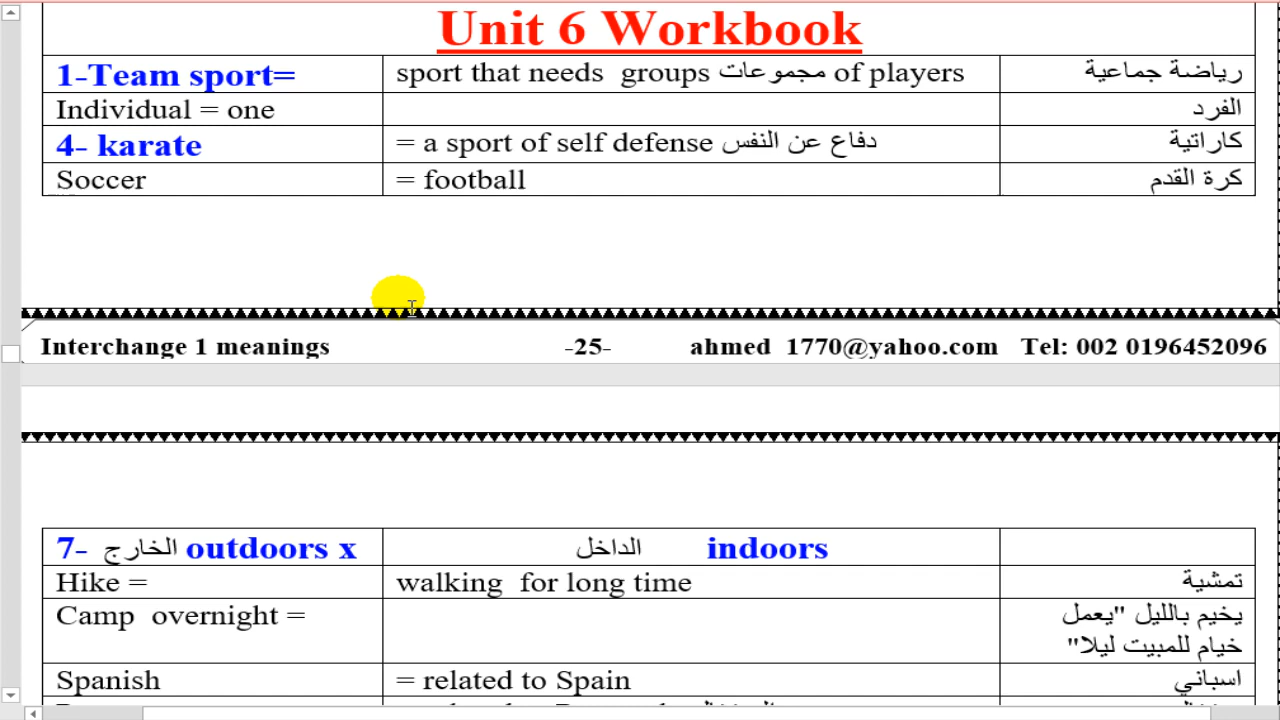 Unit 6 Workbook
1-Team sport= sport that needs groups مجموعات of players رياضة جماعية
Individual = one الفرد
4- karate = a sport of self defense دفاع عن النفس كاراتية
Soccer = football كرة القدم
Interchange 1 meanings -25- ahmed 1770@yahoo.com Tel: 002 0196452096
7- الخارج outdoors x الداخل indoors
Hike = walking for long time تمشية
Camp overnight = يخيم بالليل "يعمل
خيام للمبيت ليلا"
Spanish = related to Spain اسباني